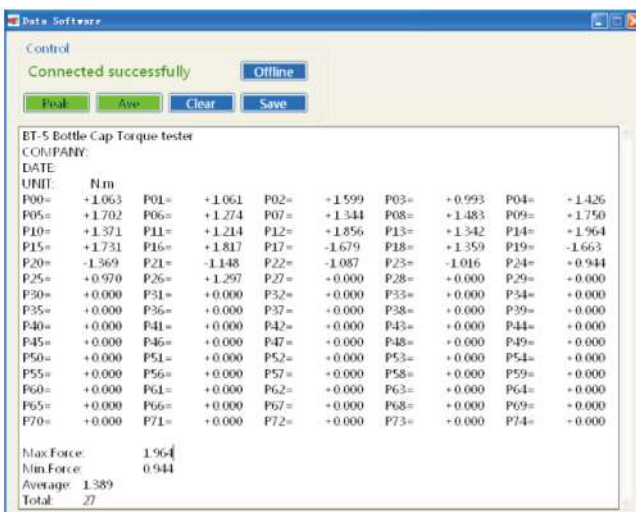 Data Software
Control
Connected successfully Offline
Peak Ave Clear Save
BT-5 Bottle Cap Torque tester
COMPANY:
DATE:
UNIT: N.m
P00= +1.063 P01= +1.061 P02= +1.599 P03= +0.993 P04= +1.426
P05= +1.702 P06= +1.274 P07= +1.344 P08= +1.483 P09= +1.750
P10= +1.371 P11= +1.214 P12= +1.856 P13= +1.342 P14= +1.964
P15= +1.731 P16= +1.817 P17= -1.679 P18= +1.359 P19= -1.663
P20= -1.369 P21= -1.148 P22= -1.087 P23= -1.016 P24= +0.944
P25= +0.970 P26= +1.297 P27= +0.000 P28= +0.000 P29= +0.000
P30= +0.000 P31= +0.000 P32= +0.000 P33= +0.000 P34= +0.000
P35= +0.000 P36= +0.000 P37= +0.000 P38= +0.000 P39= +0.000
P40= +0.000 P41= +0.000 P42= +0.000 P43= +0.000 P44= +0.000
P45= +0.000 P46= +0.000 P47= +0.000 P48= +0.000 P49= +0.000
P50= +0.000 P51= +0.000 P52= +0.000 P53= +0.000 P54= +0.000
P55= +0.000 P56= +0.000 P57= +0.000 P58= +0.000 P59= +0.000
P60= +0.000 P61= +0.000 P62= +0.000 P63= +0.000 P64= +0.000
P65= +0.000 P66= +0.000 P67= +0.000 P68= +0.000 P69= +0.000
P70= +0.000 P71= +0.000 P72= +0.000 P73= +0.000 P74= +0.000
Max.Force: 1.964
Min.Force: 0.944
Average: 1.389
Total: 27